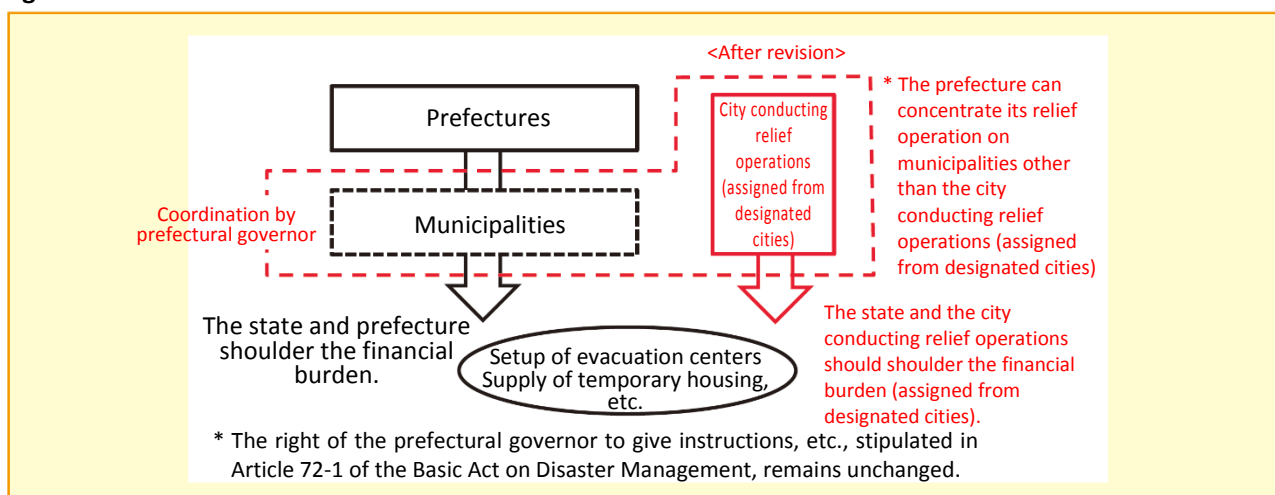 <After revision>
Prefectures
City conducting
relief
operations
(assigned from
designated
cities)
* The prefecture can
concentrate its relief
operation on
municipalities other
than the city
conducting relief
operations (assigned
from designated cities)
Coordination by
prefectural governor
Municipalities
The state and prefecture
shoulder the financial
burden.
Setup of evacuation centers
Supply of temporary housing,
etc.
The state and the city
conducting relief operations
should shoulder the financial
burden (assigned from
designated cities).
* The right of the prefectural governor to give instructions, etc., stipulated in
Article 72-1 of the Basic Act on Disaster Management, remains unchanged.